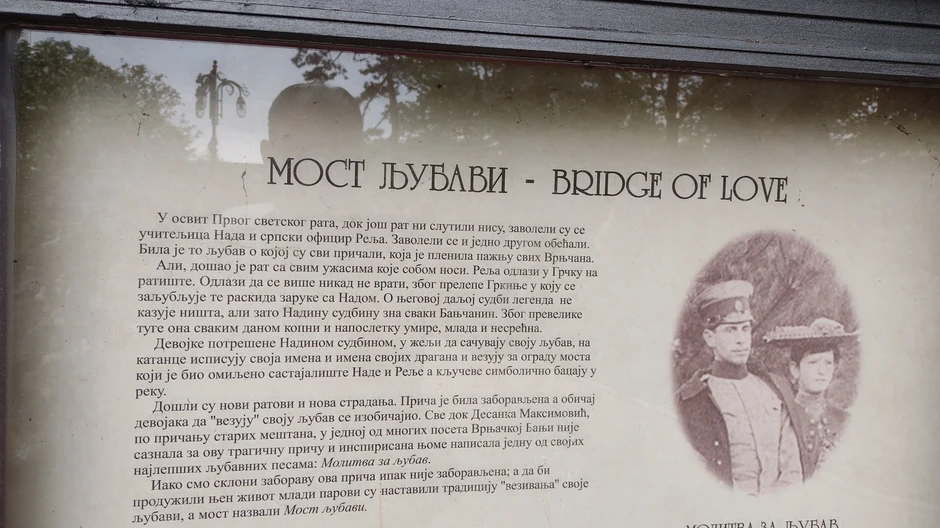 МОСТ ЉУБАВИ - BRIDGE OF LOVE
У освит Првог светског рата, док још рат ни слутили нису, заволели су се
учитељица Нада и српски официр Реља. Заволели се и једно другом обећали.
Била је то љубав о којој су сви причали, која је пленила пажњу свих Врњчана.
Али, дошао је рат са свим ужасима које собом носи. Реља одлази у Грчку на
ратиште. Одлази да се више никад не врати, због прелепе Гркиње у коју се
заљубљује те раскида заруке са Надом. О његовој даљој судби легенда не
казује ништа, али зато Надину судбину зна сваки Бањчанин. Због превелике
туге она сваким даном копни и напослетку умире, млада и несрећна.
Девојке потрешене Надином судбином, у жељи да сачувају своју љубав, на
катанце исписују своја имена и имена својих драгана и везују за ограду моста
који је био омиљено састајалиште Наде и Реље а кључеве симболично бацају у
реку.
Дошли су нови ратови и нова страдања. Прича је била заборављена а обичај
девојака да "везују" своју љубав се изобичајио. Све док Десанка Максимовић,
по причању старих мештана, у једној од многих посета Врњачкој Бањи није
сазнала за ову трагичну причу и инспирисана њоме написала једну од својих
најлепших љубавних песама: Молитва за љубав.
Иако смо склони забораву ова прича ипак није заборављена; а да би
продужили њен живот млади парови су наставили традицију "везивања" своје
љубави, а мост назвали Мост љубави.
МОЛИТВА ЗА ЉУБАВ